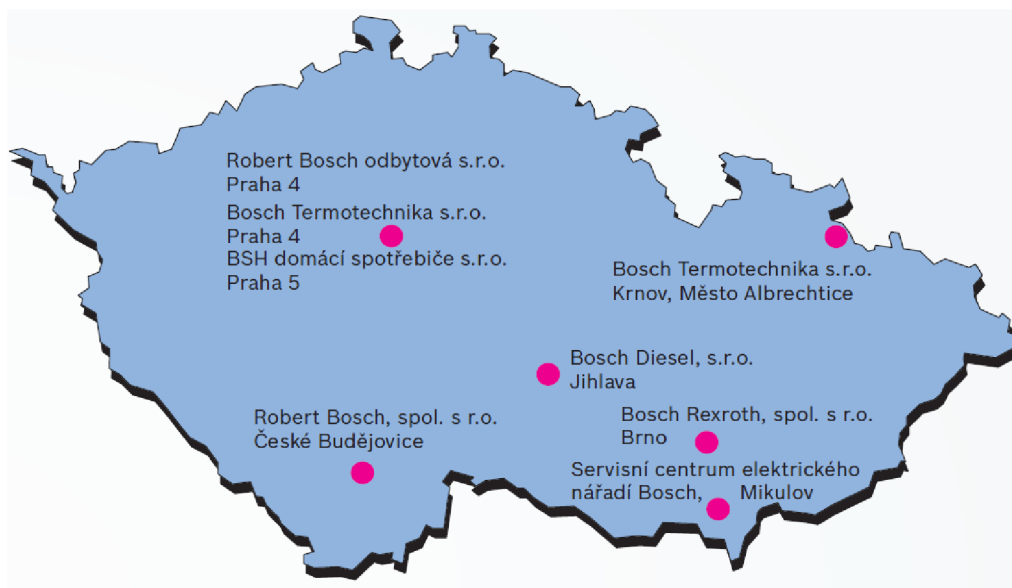 Robert Bosch odbytová s.r.o.
Praha 4
Bosch Termotechnika s.r.o.
Praha 4
BSH domácí spotřebiče s.r.o.
Praha 5
Bosch Termotechnika s.r.o.
Krnov, Město Albrechtice
Bosch Diesel, s.r.o.
Jihlava
Robert Bosch, spol. s r.o.
České Budějovice
Bosch Rexroth, spol. s r.o.
Brno
Servisní centrum elektrického
nářadí Bosch, Mikulov